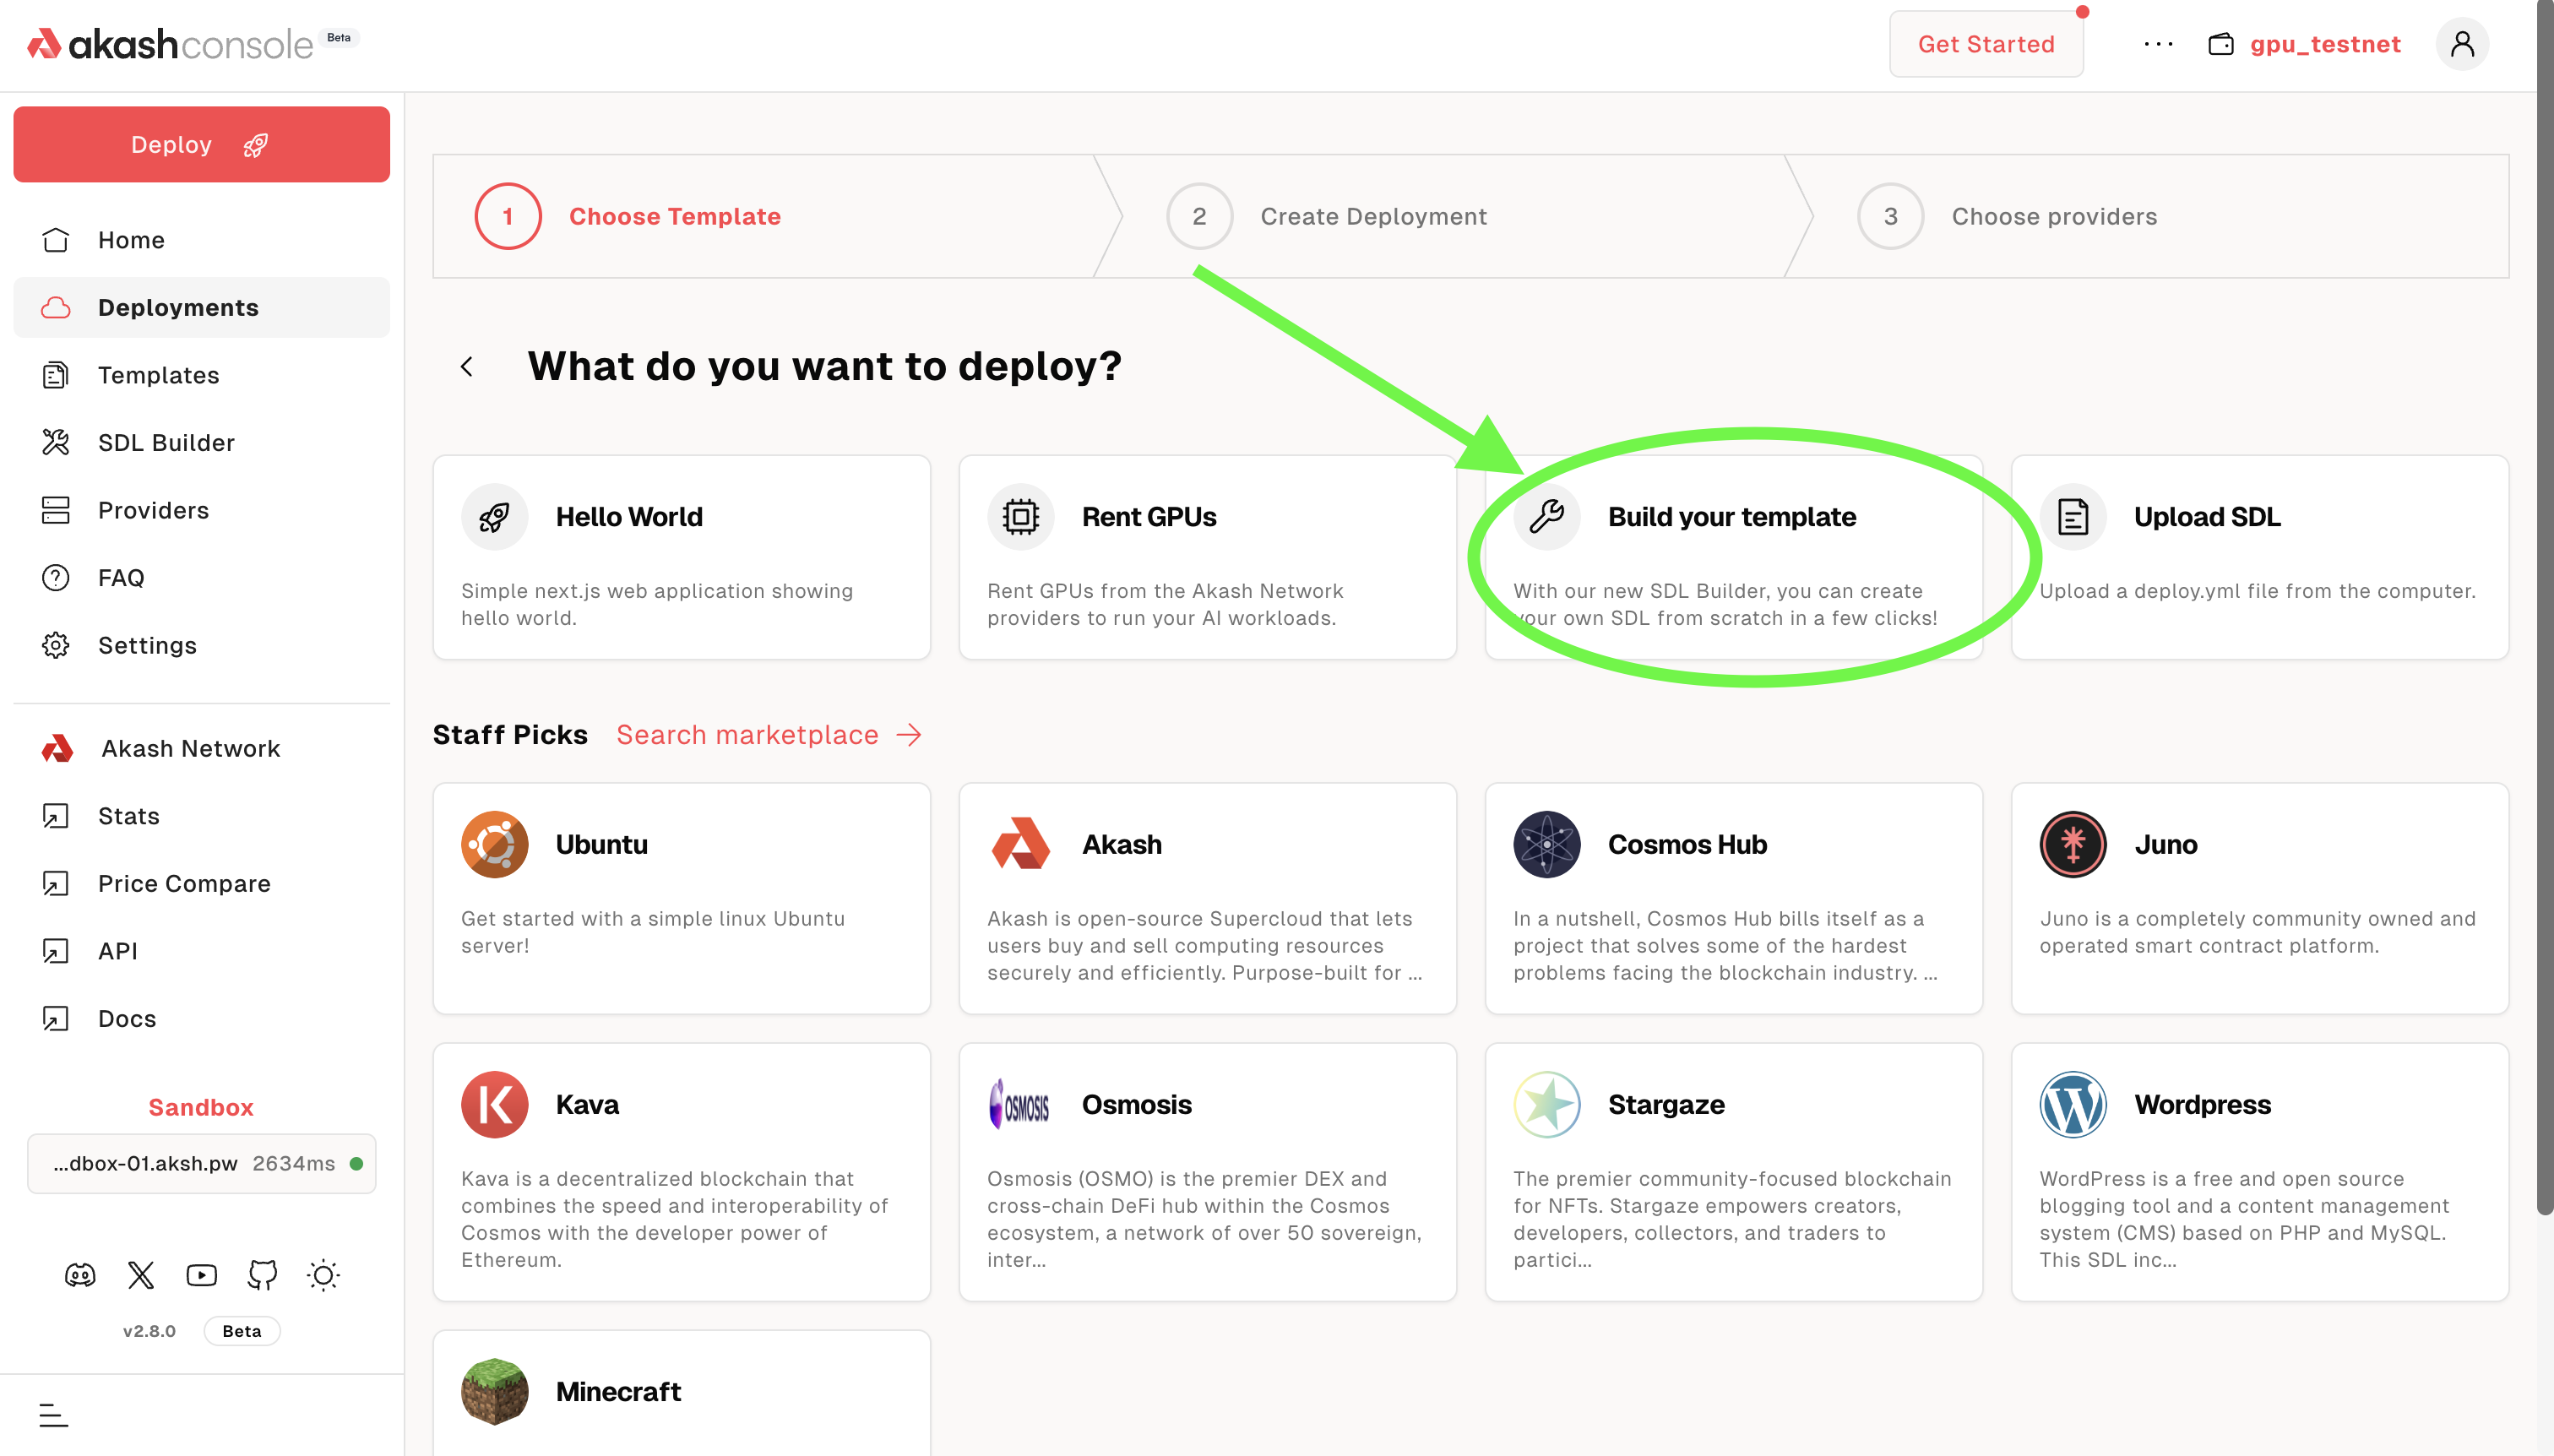 akashconsole Beta
Get Started
gpu_testnet
Deploy
Home
Deployments
Templates
SDL Builder
Providers
FAQ
Settings
Akash Network
Stats
Price Compare
API
Docs
Sandbox
...dbox-01.aksh.pw 2634ms
v2.8.0 Beta
1 Choose Template
2 Create Deployment
3 Choose providers
What do you want to deploy?
Hello World
Simple next.js web application showing
hello world.
Rent GPUs
Rent GPUs from the Akash Network
providers to run your AI workloads.
Build your template
With our new SDL Builder, you can create
your own SDL from scratch in a few clicks!
Upload SDL
Upload a deploy.yml file from the computer.
Staff Picks Search marketplace
Ubuntu
Get started with a simple linux Ubuntu
server!
Akash
Akash is open-source Supercloud that lets
users buy and sell computing resources
securely and efficiently. Purpose-built for ...
Cosmos Hub
In a nutshell, Cosmos Hub bills itself as a
project that solves some of the hardest
problems facing the blockchain industry. ...
Juno
Juno is a completely community owned and
operated smart contract platform.
Kava
Kava is a decentralized blockchain that
combines the speed and interoperability of
Cosmos with the developer power of
Ethereum.
OSMOSIS
Osmosis
Osmosis (OSMO) is the premier DEX and
cross-chain DeFi hub within the Cosmos
ecosystem, a network of over 50 sovereign,
inter...
Stargaze
The premier community-focused blockchain
for NFTs. Stargaze empowers creators,
developers, collectors, and traders to
partici...
Wordpress
WordPress is a free and open source
blogging tool and a content management
system (CMS) based on PHP and MySQL.
This SDL inc...
Minecraft